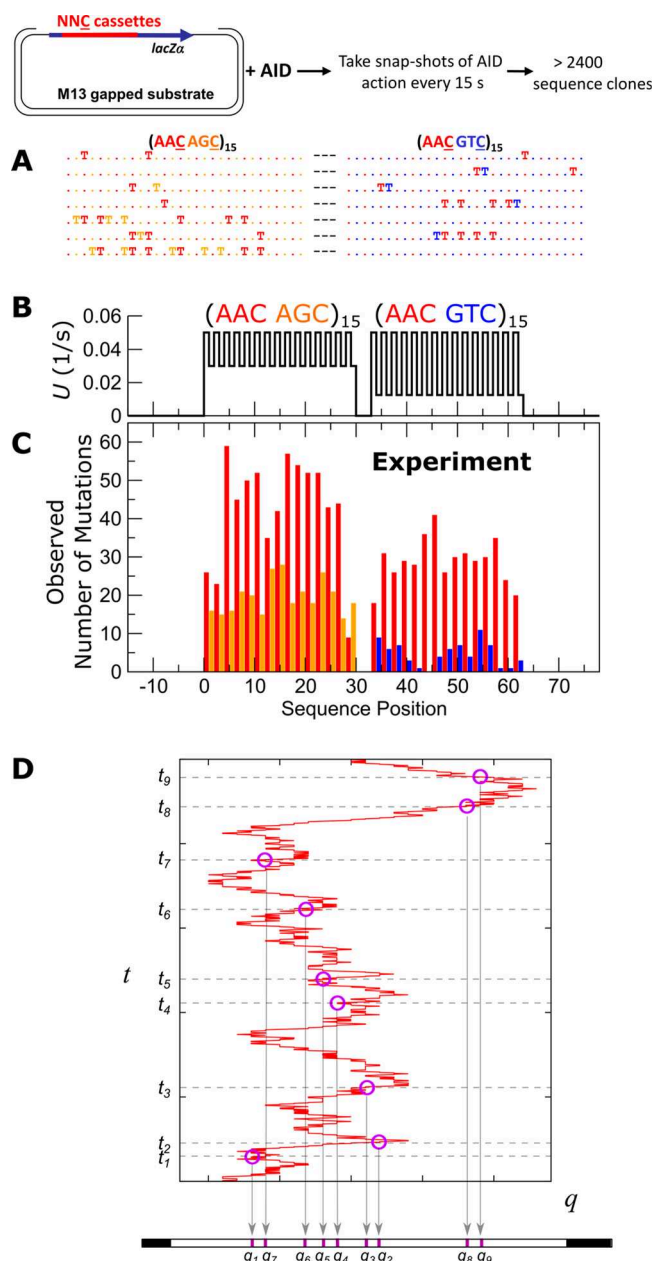 NNC cassettes
lacZα
M13 gapped substrate
+ AID
Take snap-shots of AID
action every 15 s
> 2400
sequence clones
A
(AAC AGC)15
(AAC GTC)15
T T T
T T T
T T T T
T T T T T T
T T T T T T T T
T T T T T T T T T
T T T T T T T T T T
B
(AAC AGC)15
(AAC GTC)15
U (1/s)
0.06
0.04
0.02
0
C
Experiment
Observed
Number of Mutations
60
50
40
30
20
10
0
-10 0 10 20 30 40 50 60 70
Sequence Position
D
t9
t8
t7
t6
t5
t4
t3
t2
t1
t
q
q1 q7 q6 q5 q4 q3 q2 q8 q9